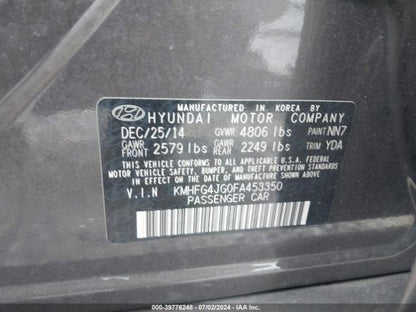 MANUFACTURED IN KOREA BY
HYUNDAI MOTOR COMPANY
DEC/25/14 GVWR 4806 lbs PAINT NN7
GAWR FRONT 2579 lbs GAWR REAR 2249 lbs TRIM YDA
THIS VEHICLE CONFORMS TO ALL APPLICABLE U.S.A. FEDERAL
MOTOR VEHICLE SAFETY, BUMPER, AND THEFT PREVENTION
STANDARDS IN EFFECT ON THE DATE OF MANUFACTURE SHOWN ABOVE.
V.I.N KMHFG4JG0FA453350
PASSENGER CAR
000-39776248 - 07/02/2024 - IAA Inc.